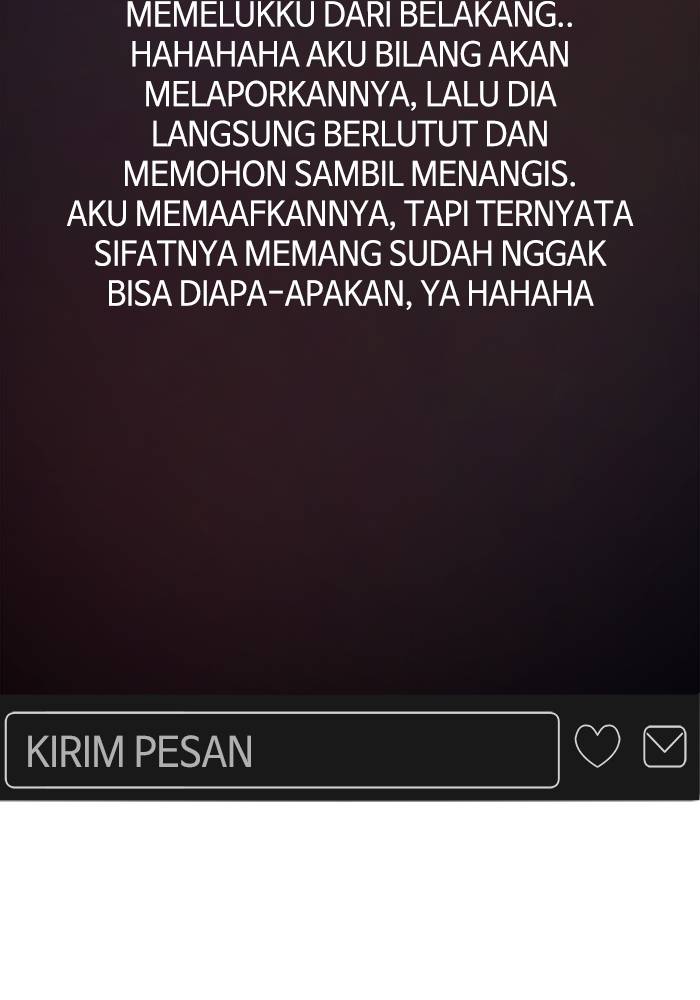 MEMELUKKU DARI BELAKANG..
HAHAHAHA AKU BILANG AKAN
MELAPORKANNYA, LALU DIA
LANGSUNG BERLUTUT DAN
MEMOHON SAMBIL MENANGIS.
AKU MEMAAFKANNYA, TAPI TERNYATA
SIFATNYA MEMANG SUDAH NGGAK
BISA DIAPA-APAKAN, YA HAHAHA
KIRIM PESAN